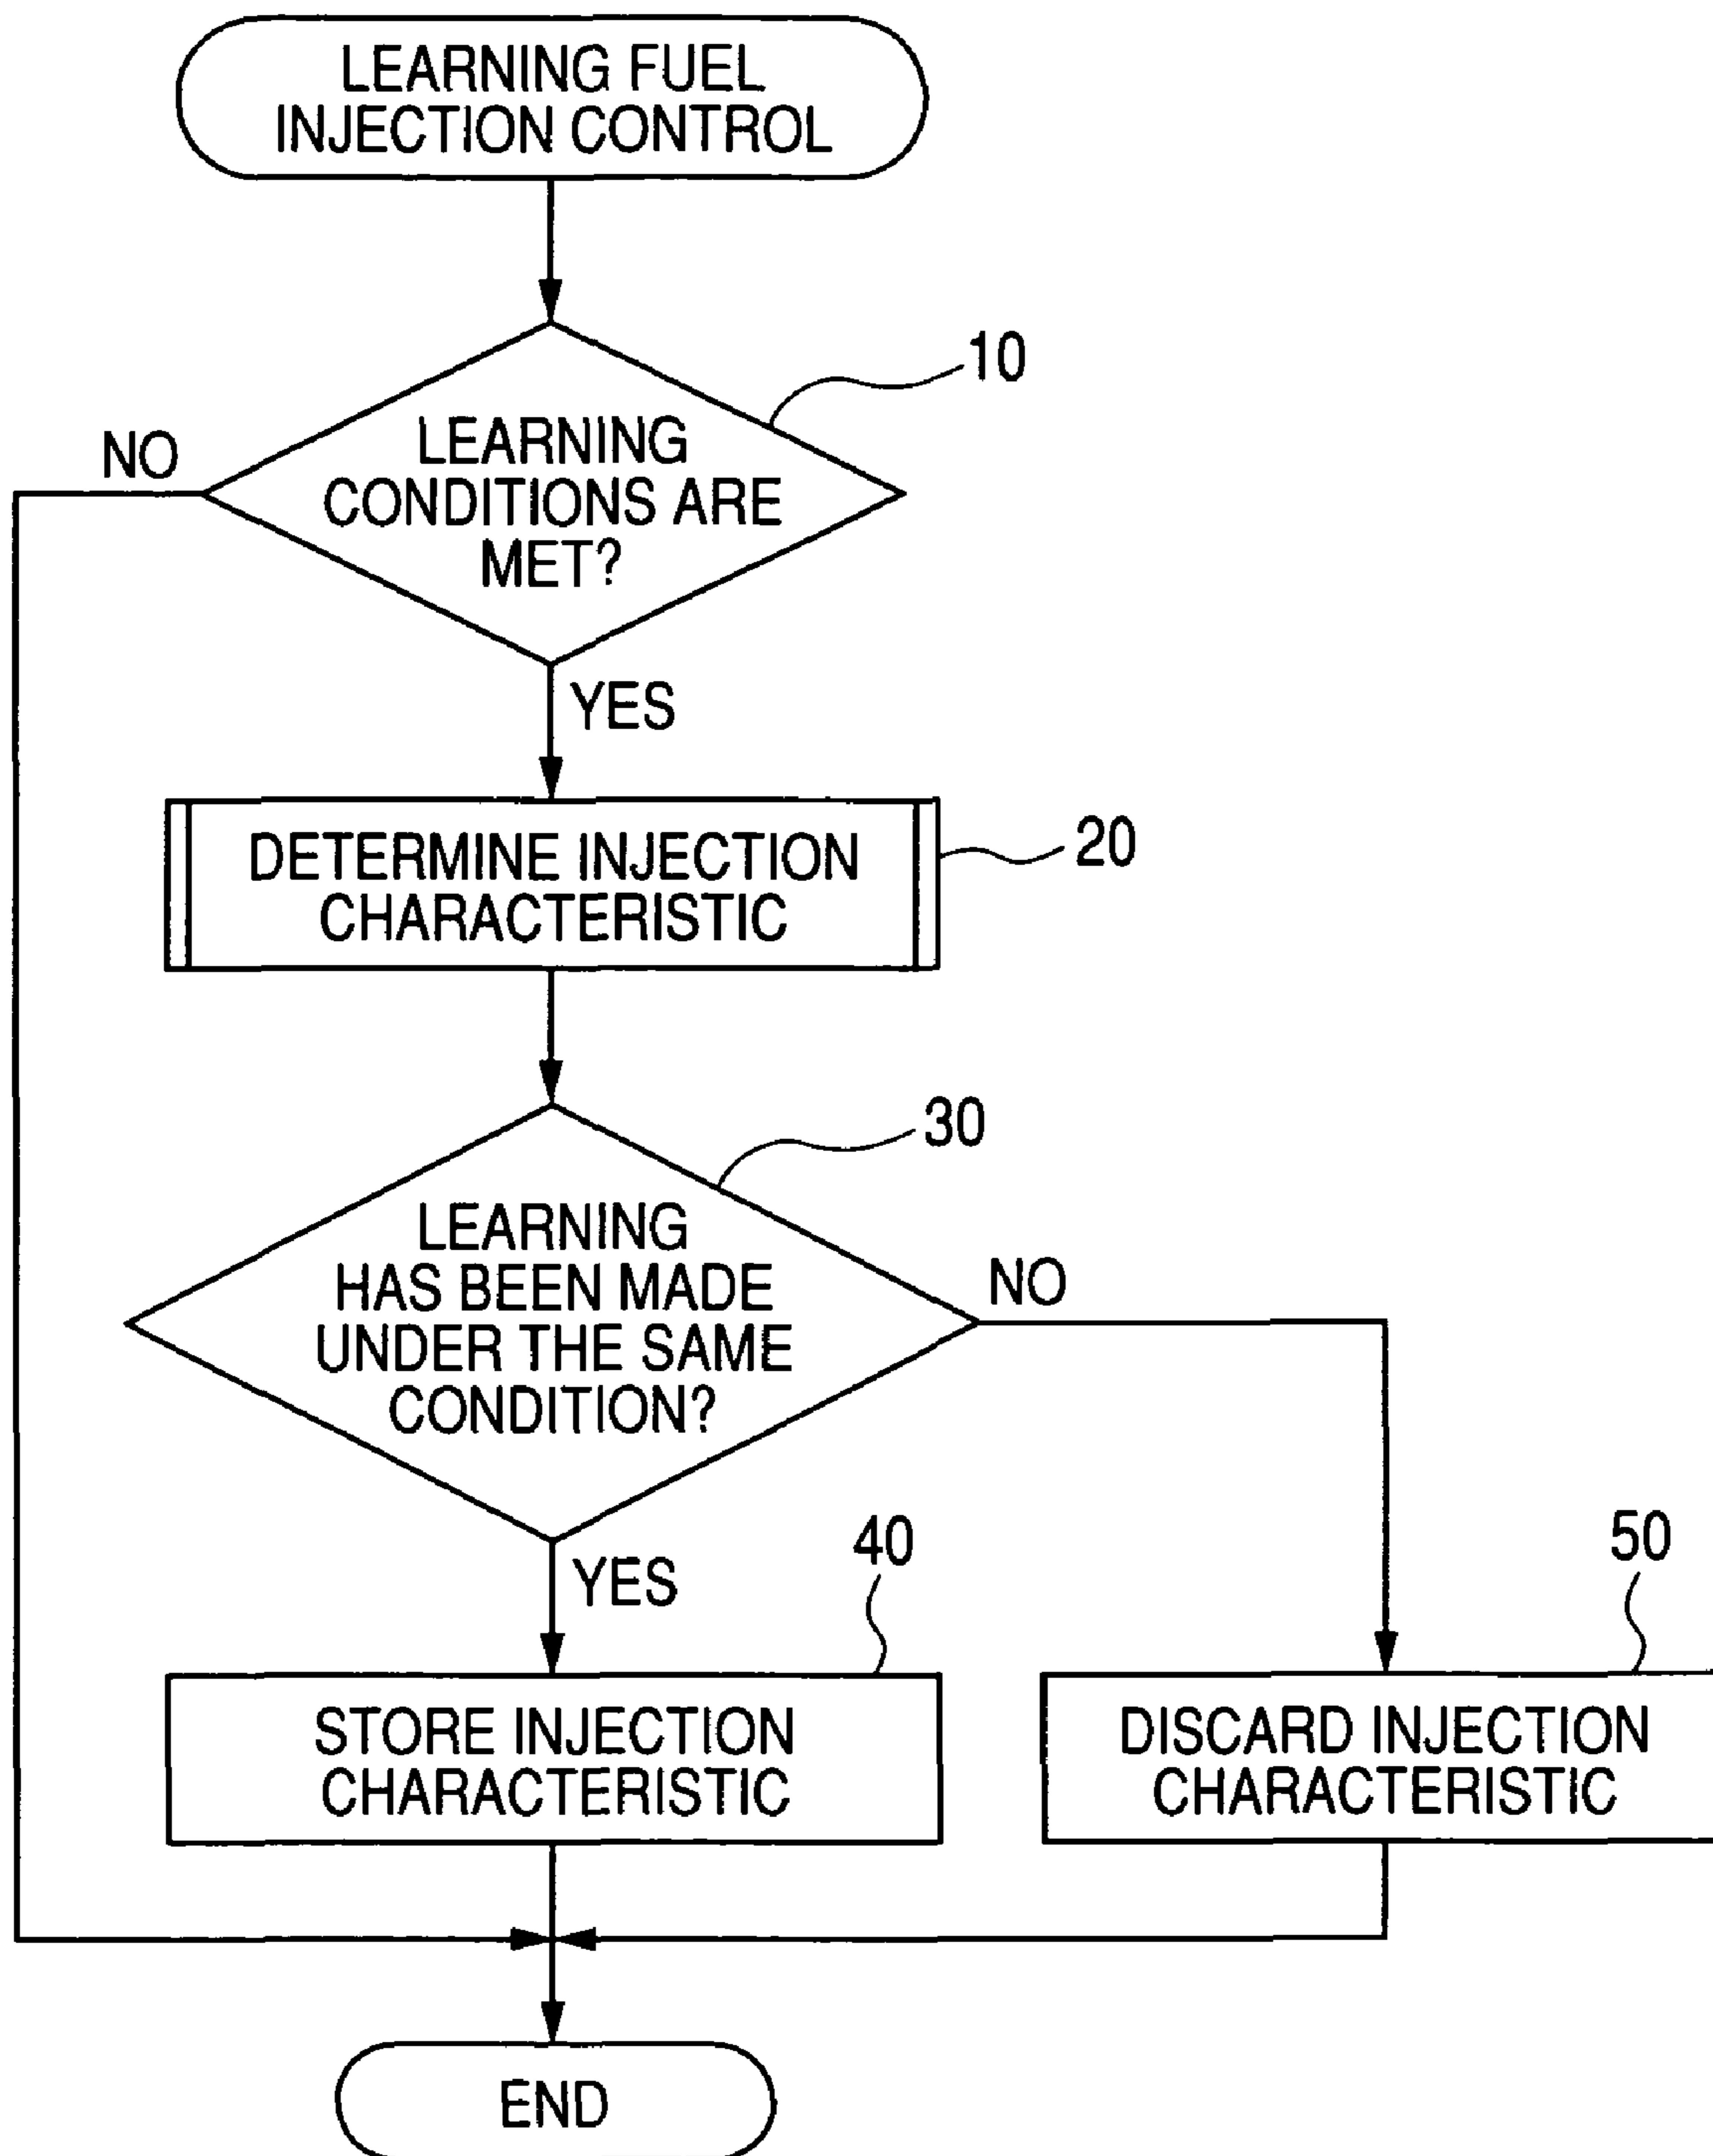 LEARNING FUEL
INJECTION CONTROL
10
NO
LEARNING
CONDITIONS ARE
MET?
YES
DETERMINE INJECTION
CHARACTERISTIC
20
30
LEARNING
HAS BEEN MADE
UNDER THE SAME
CONDITION?
NO
YES
40
50
STORE INJECTION
CHARACTERISTIC
DISCARD INJECTION
CHARACTERISTIC
END